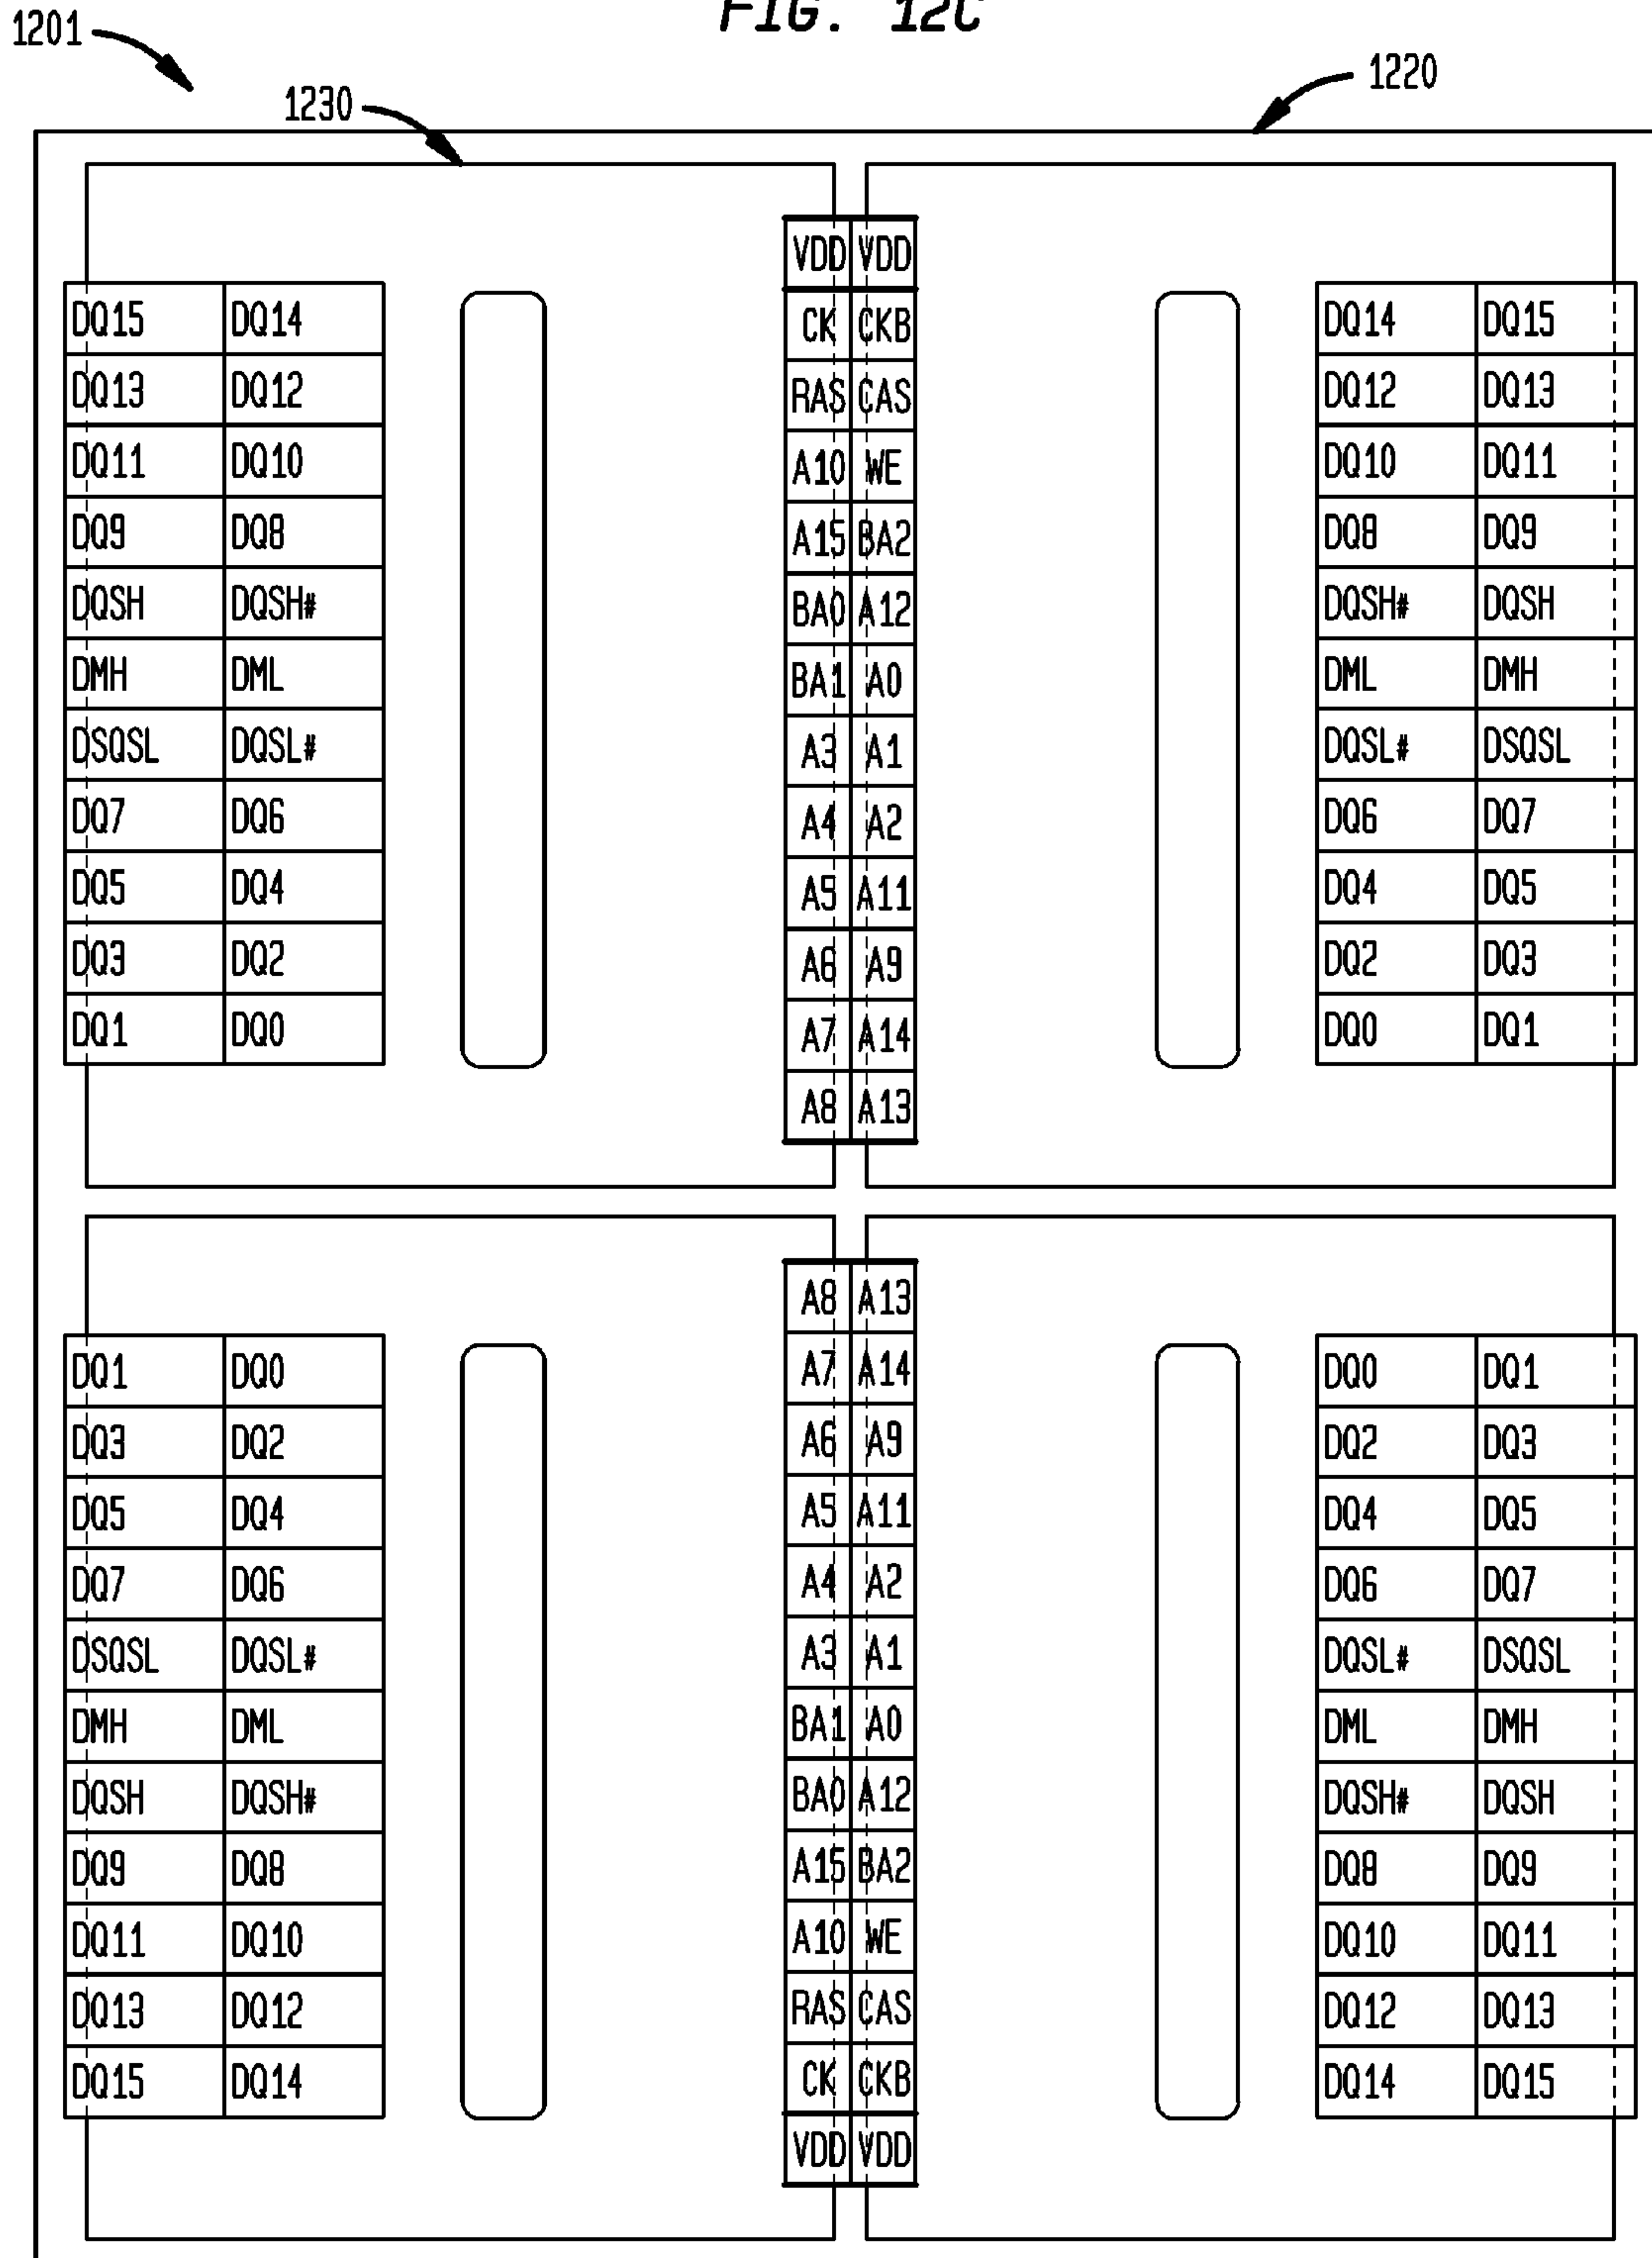 FIG. 12C
1201
1220
1230
VDD VDD
DQ15 DQ14 CK CKB DQ14 DQ15
DQ13 DQ12 RAS CAS DQ12 DQ13
DQ11 DQ10 A10 WE DQ10 DQ11
DQ9 DQ8 A15 BA2 DQ8 DQ9
DQSH DQSH# BA0 A12 DQSH# DQSH
DMH DML BA1 A0 DML DMH
DSQSL DQSL# A3 A1 DQSL# DSQSL
DQ7 DQ6 A4 A2 DQ6 DQ7
DQ5 DQ4 A5 A11 DQ4 DQ5
DQ3 DQ2 A6 A9 DQ2 DQ3
DQ1 DQ0 A7 A14 DQ0 DQ1
A8 A13
A8 A13
DQ1 DQ0 A7 A14 DQ0 DQ1
DQ3 DQ2 A6 A9 DQ2 DQ3
DQ5 DQ4 A5 A11 DQ4 DQ5
DQ7 DQ6 A4 A2 DQ6 DQ7
DSQSL DQSL# A3 A1 DQSL# DSQSL
DMH DML BA1 A0 DML DMH
DQSH DQSH# BA0 A12 DQSH# DQSH
DQ9 DQ8 A15 BA2 DQ8 DQ9
DQ11 DQ10 A10 WE DQ10 DQ11
DQ13 DQ12 RAS CAS DQ12 DQ13
DQ15 DQ14 CK CKB DQ14 DQ15
VDD VDD